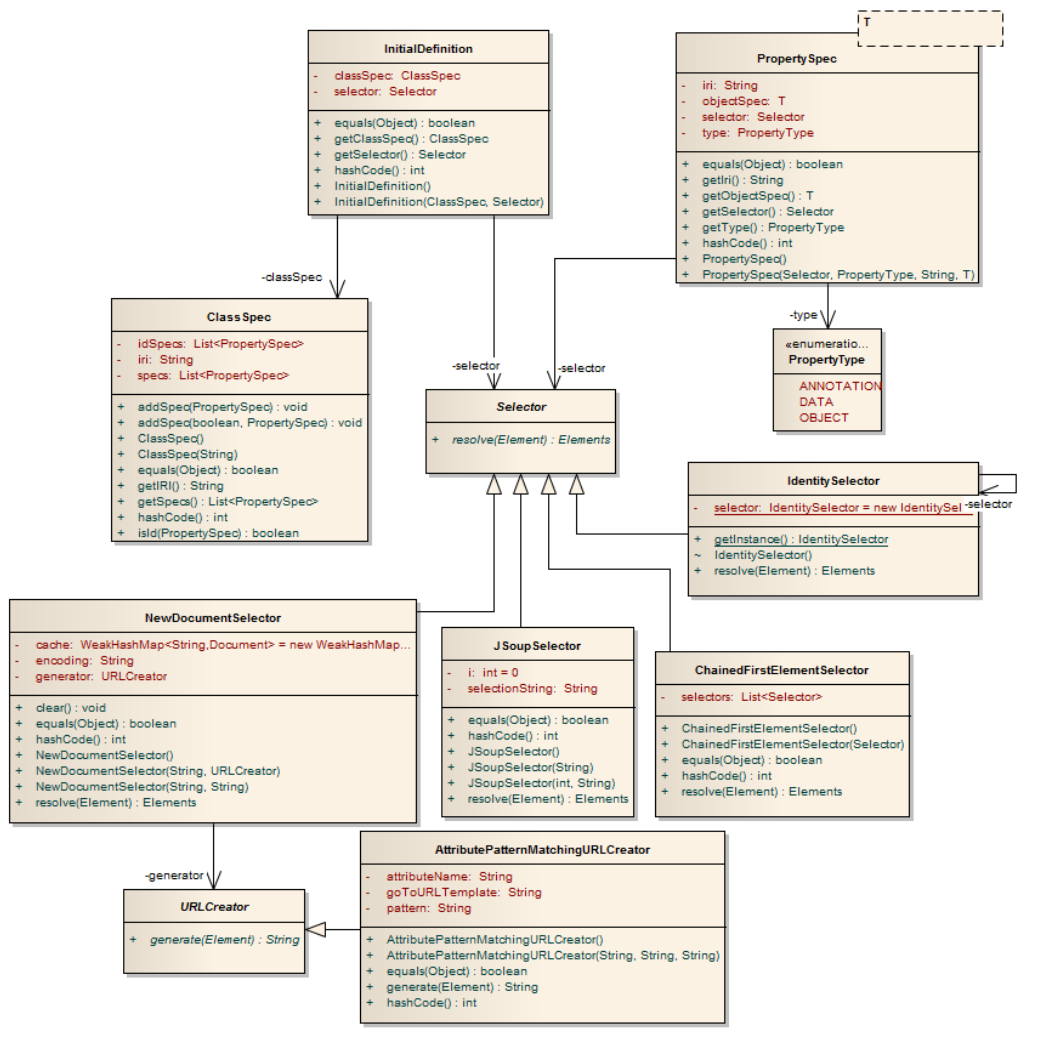 InitialDefinition
- classSpec: ClassSpec
- selector: Selector
+ equals(Object) : boolean
+ getClassSpec() : ClassSpec
+ getSelector() : Selector
+ hashCode() : int
+ InitialDefinition()
+ InitialDefinition(ClassSpec, Selector)
T
PropertySpec
- iri: String
- objectSpec: T
- selector: Selector
- type: PropertyType
+ equals(Object) : boolean
+ getIri() : String
+ getObjectSpec() : T
+ getSelector() : Selector
+ getType() : PropertyType
+ hashCode() : int
+ PropertySpec()
+ PropertySpec(Selector, PropertyType, String, T)
-classSpec
ClassSpec
- idSpecs: List<PropertySpec>
- iri: String
- specs: List<PropertySpec>
+ addSpec(PropertySpec) : void
+ addSpec(boolean, PropertySpec) : void
+ ClassSpec()
+ ClassSpec(String)
+ equals(Object) : boolean
+ getIRI() : String
+ getSpecs() : List<PropertySpec>
+ hashCode() : int
+ isId(PropertySpec) : boolean
-type
«enumeratio...
PropertyType
ANNOTATION
DATA
OBJECT
-selector
-selector
Selector
+ resolve(Element) : Elements
IdentitySelector
- selector: IdentitySelector = new IdentitySel
-selector
+ getInstance() : IdentitySelector
~ IdentitySelector()
+ resolve(Element) : Elements
NewDocumentSelector
- cache: WeakHashMap<String,Document> = new WeakHashMap...
- encoding: String
- generator: URLCreator
+ clear() : void
+ equals(Object) : boolean
+ hashCode() : int
+ NewDocumentSelector()
+ NewDocumentSelector(String, URLCreator)
+ NewDocumentSelector(String, String)
+ resolve(Element) : Elements
JSoupSelector
- i: int = 0
- selectionString: String
+ equals(Object) : boolean
+ hashCode() : int
+ JSoupSelector()
+ JSoupSelector(String)
+ JSoupSelector(int, String)
+ resolve(Element) : Elements
ChainedFirstElementSelector
- selectors: List<Selector>
+ ChainedFirstElementSelector()
+ ChainedFirstElementSelector(Selector)
+ equals(Object) : boolean
+ hashCode() : int
+ resolve(Element) : Elements
-generator
URLCreator
+ generate(Element) : String
AttributePatternMatchingURLCreator
- attributeName: String
- goToURLTemplate: String
- pattern: String
+ AttributePatternMatchingURLCreator()
+ AttributePatternMatchingURLCreator(String, String, String)
+ equals(Object) : boolean
+ generate(Element) : String
+ hashCode() : int